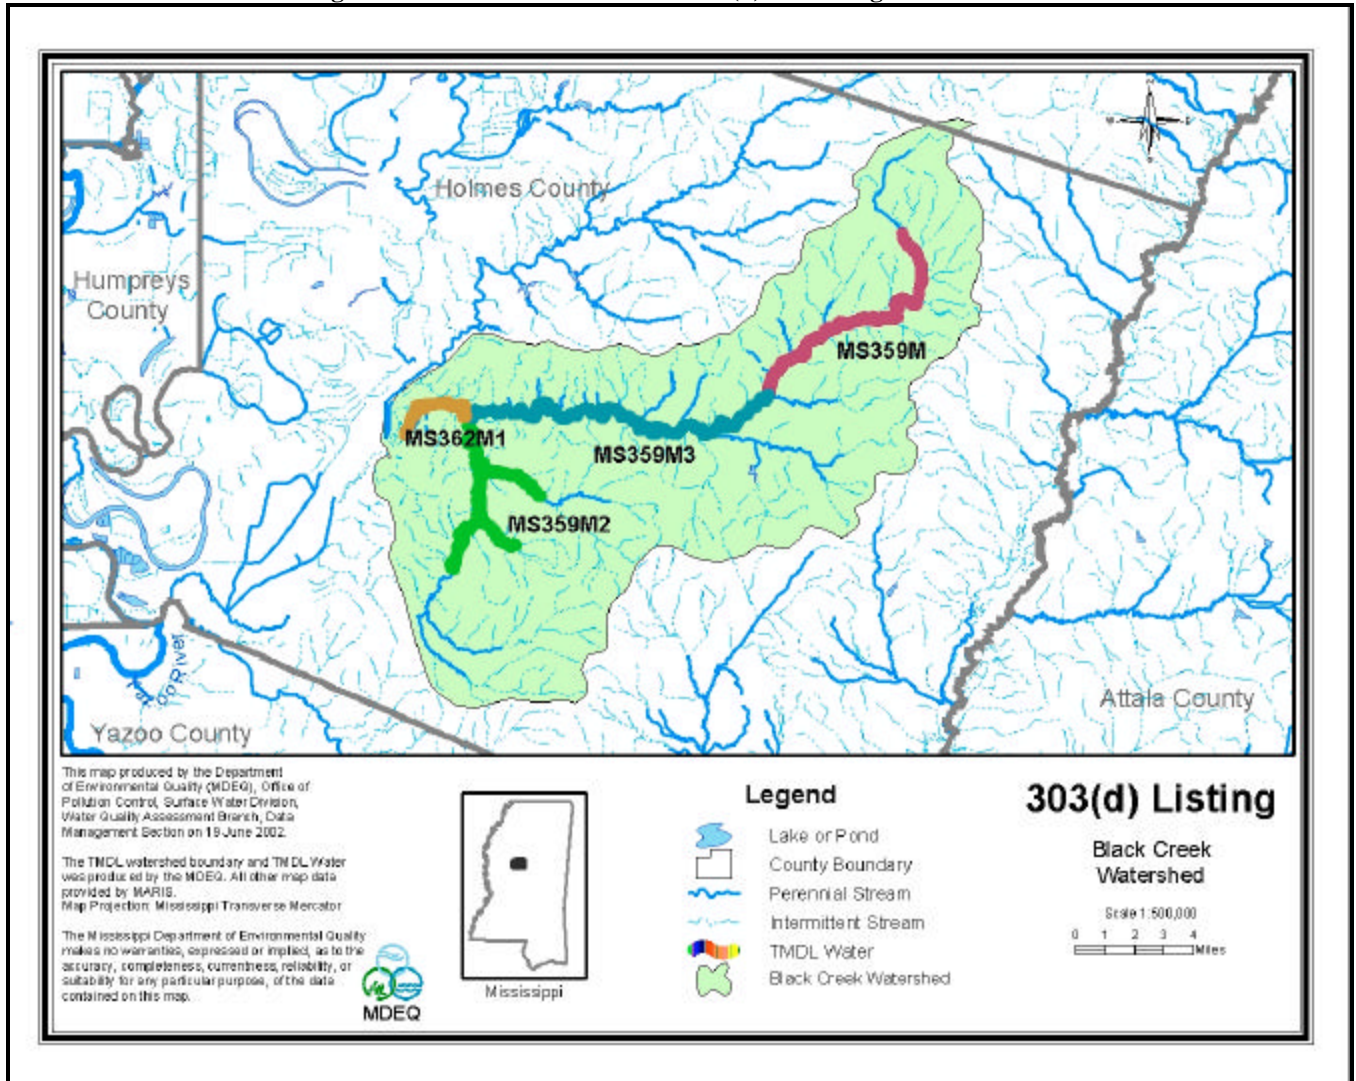 Holmes County
Humpreys
County
MS359M
MS362M1
MS359M3
MS359M2
River
Yazoo County
Attala County
This map produced by the Department
of Environmental Quality (MDEQ), Office of
Pollution Control, Surface Water Division,
Water Quality Assessment Branch, Data
Management Section on 19 June 2002.
The TMDL watershed boundary and TMDL Water
was produced by the MDEQ. All other map data
provided by MARIS.
Map Projection: Mississippi Transverse Mercator
The Mississippi Department of Environmental Quality
makes no warranties, expressed or implied, as to the
accuracy, completeness, currentness, reliability, or
suitability for any particular purpose, of the data
contained on this map.
MDEQ
Mississippi
Legend
Lake or Pond
County Boundary
Perennial Stream
Intermittent Stream
TMDL Water
Black Creek Watershed
303(d) Listing
Black Creek
Watershed
Scale 1:500,000
0 1 2 3 4
Miles